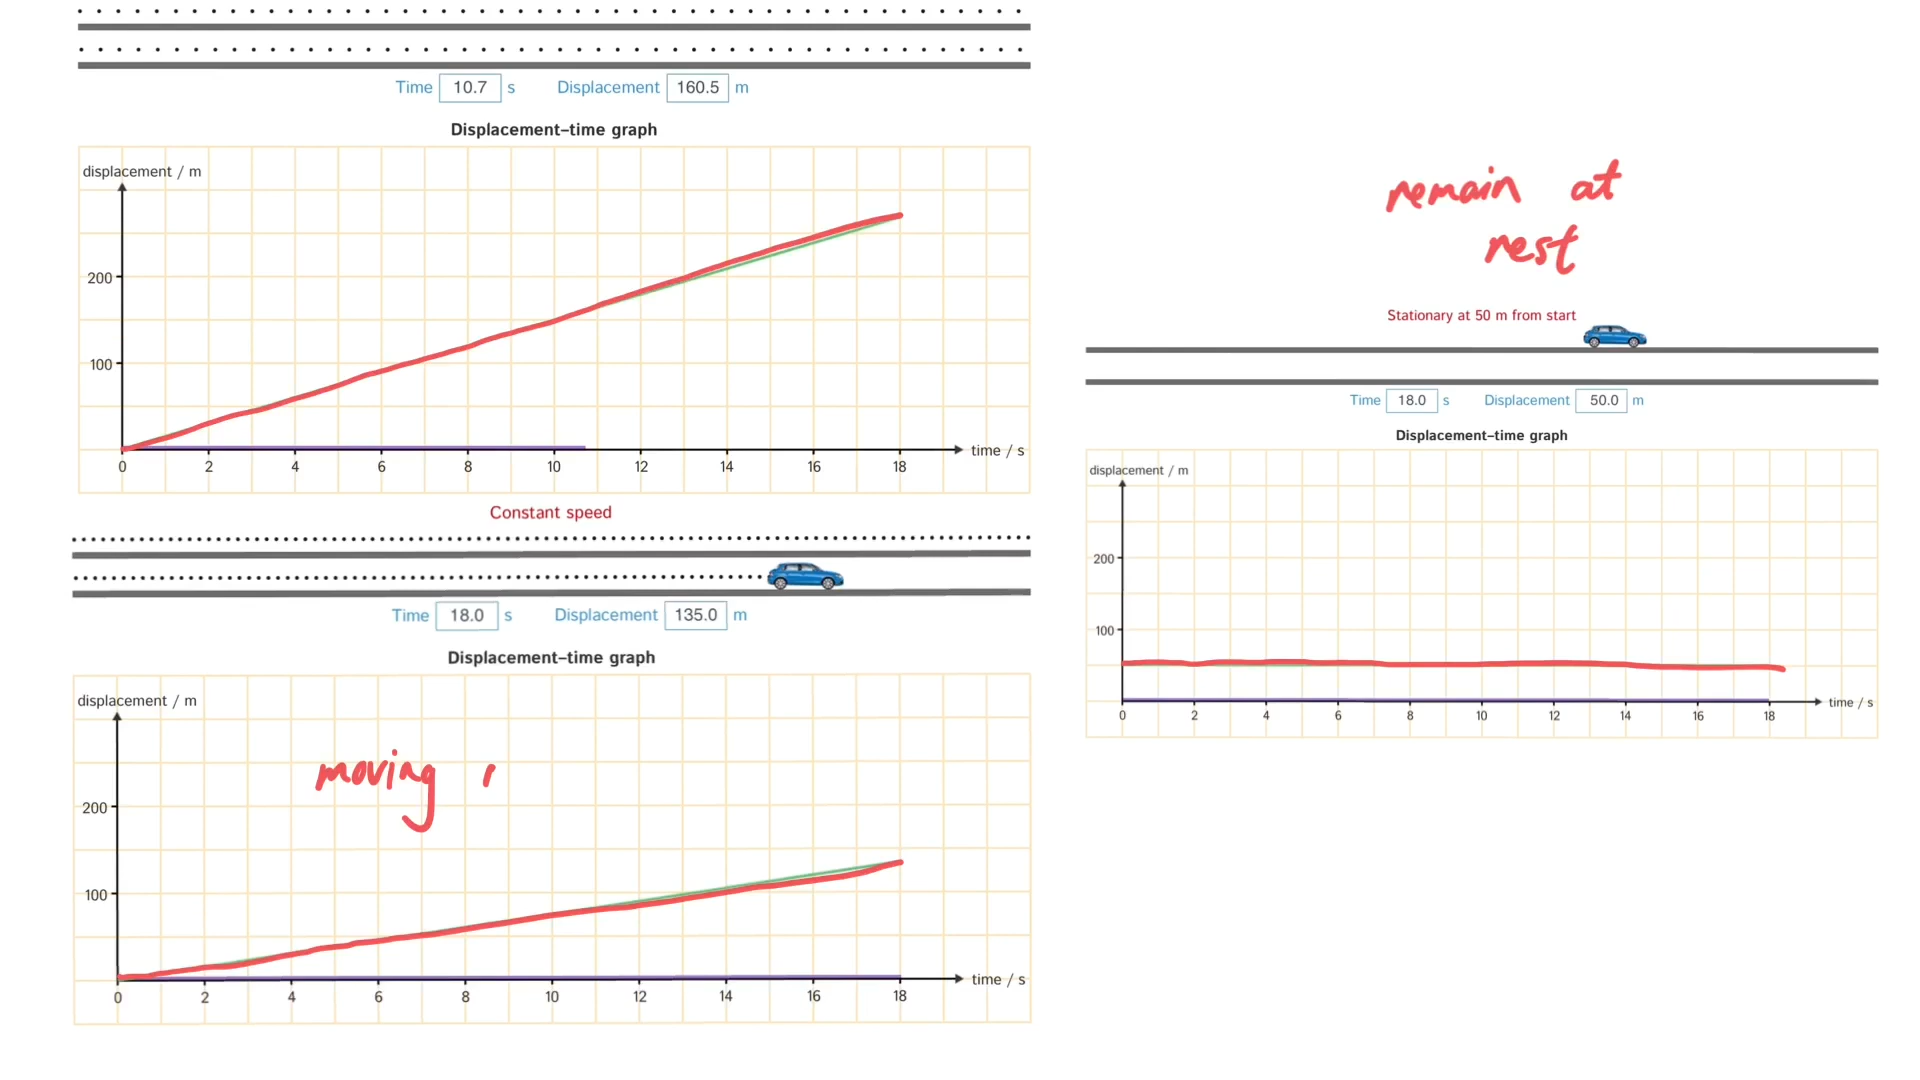 Time 10.7 s Displacement 160.5 m
Displacement–time graph
displacement / m
200
100
0 2 4 6 8 10 12 14 16 18 time / s
Constant speed
Time 18.0 s Displacement 135.0 m
Displacement–time graph
displacement / m
moving
200
100
0 2 4 6 8 10 12 14 16 18 time / s
remain at
rest
Stationary at 50 m from start
Time 18.0 s Displacement 50.0 m
Displacement–time graph
displacement / m
200
100
0 2 4 6 8 10 12 14 16 18 time / s